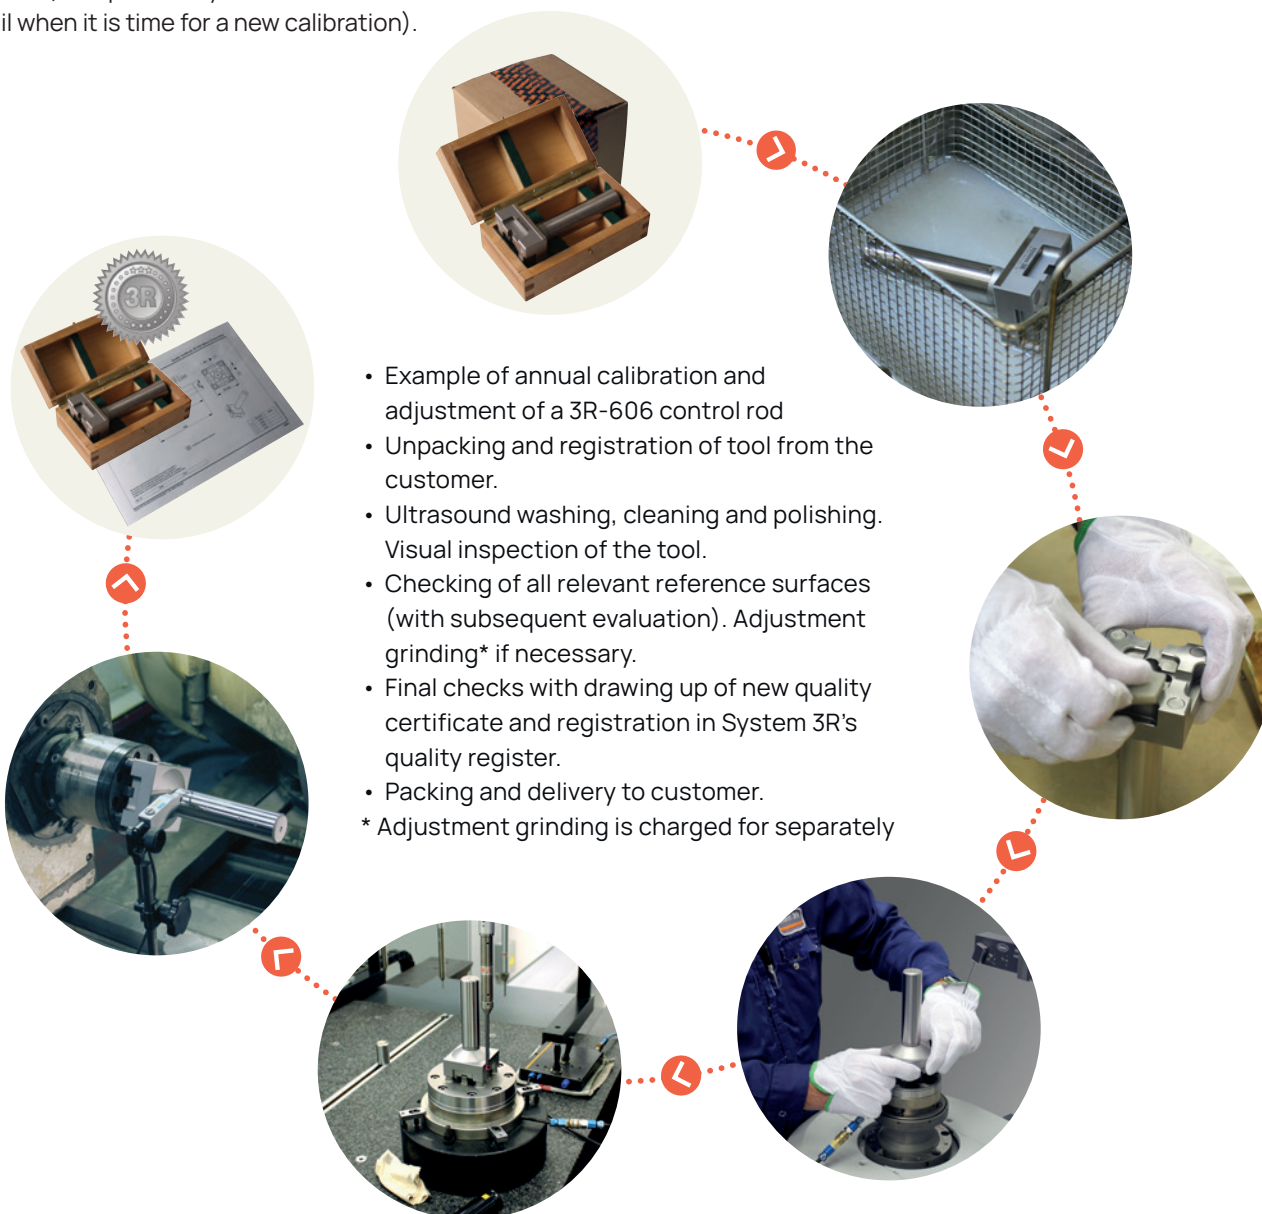 il when it is time for a new calibration).
3R
• Example of annual calibration and
adjustment of a 3R-606 control rod
• Unpacking and registration of tool from the
customer.
• Ultrasound washing, cleaning and polishing.
Visual inspection of the tool.
• Checking of all relevant reference surfaces
(with subsequent evaluation). Adjustment
grinding* if necessary.
• Final checks with drawing up of new quality
certificate and registration in System 3R’s
quality register.
• Packing and delivery to customer.
* Adjustment grinding is charged for separately